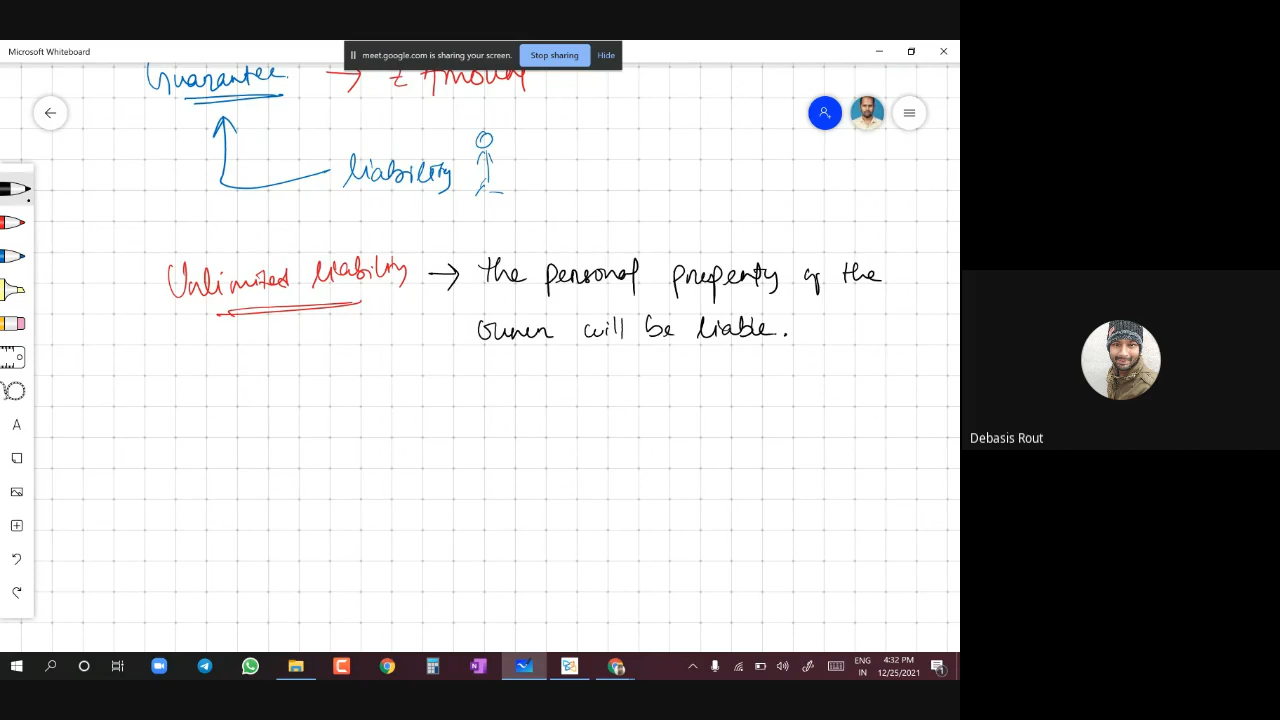 Microsoft Whiteboard
meet.google.com is sharing your screen.
Stop sharing
Hide
Guarantee → z Amount
liability
Unlimited liability → the personal property of the
owner will be liable.
A
Debasis Rout
ENG
IN
4:32 PM
12/25/2021
1